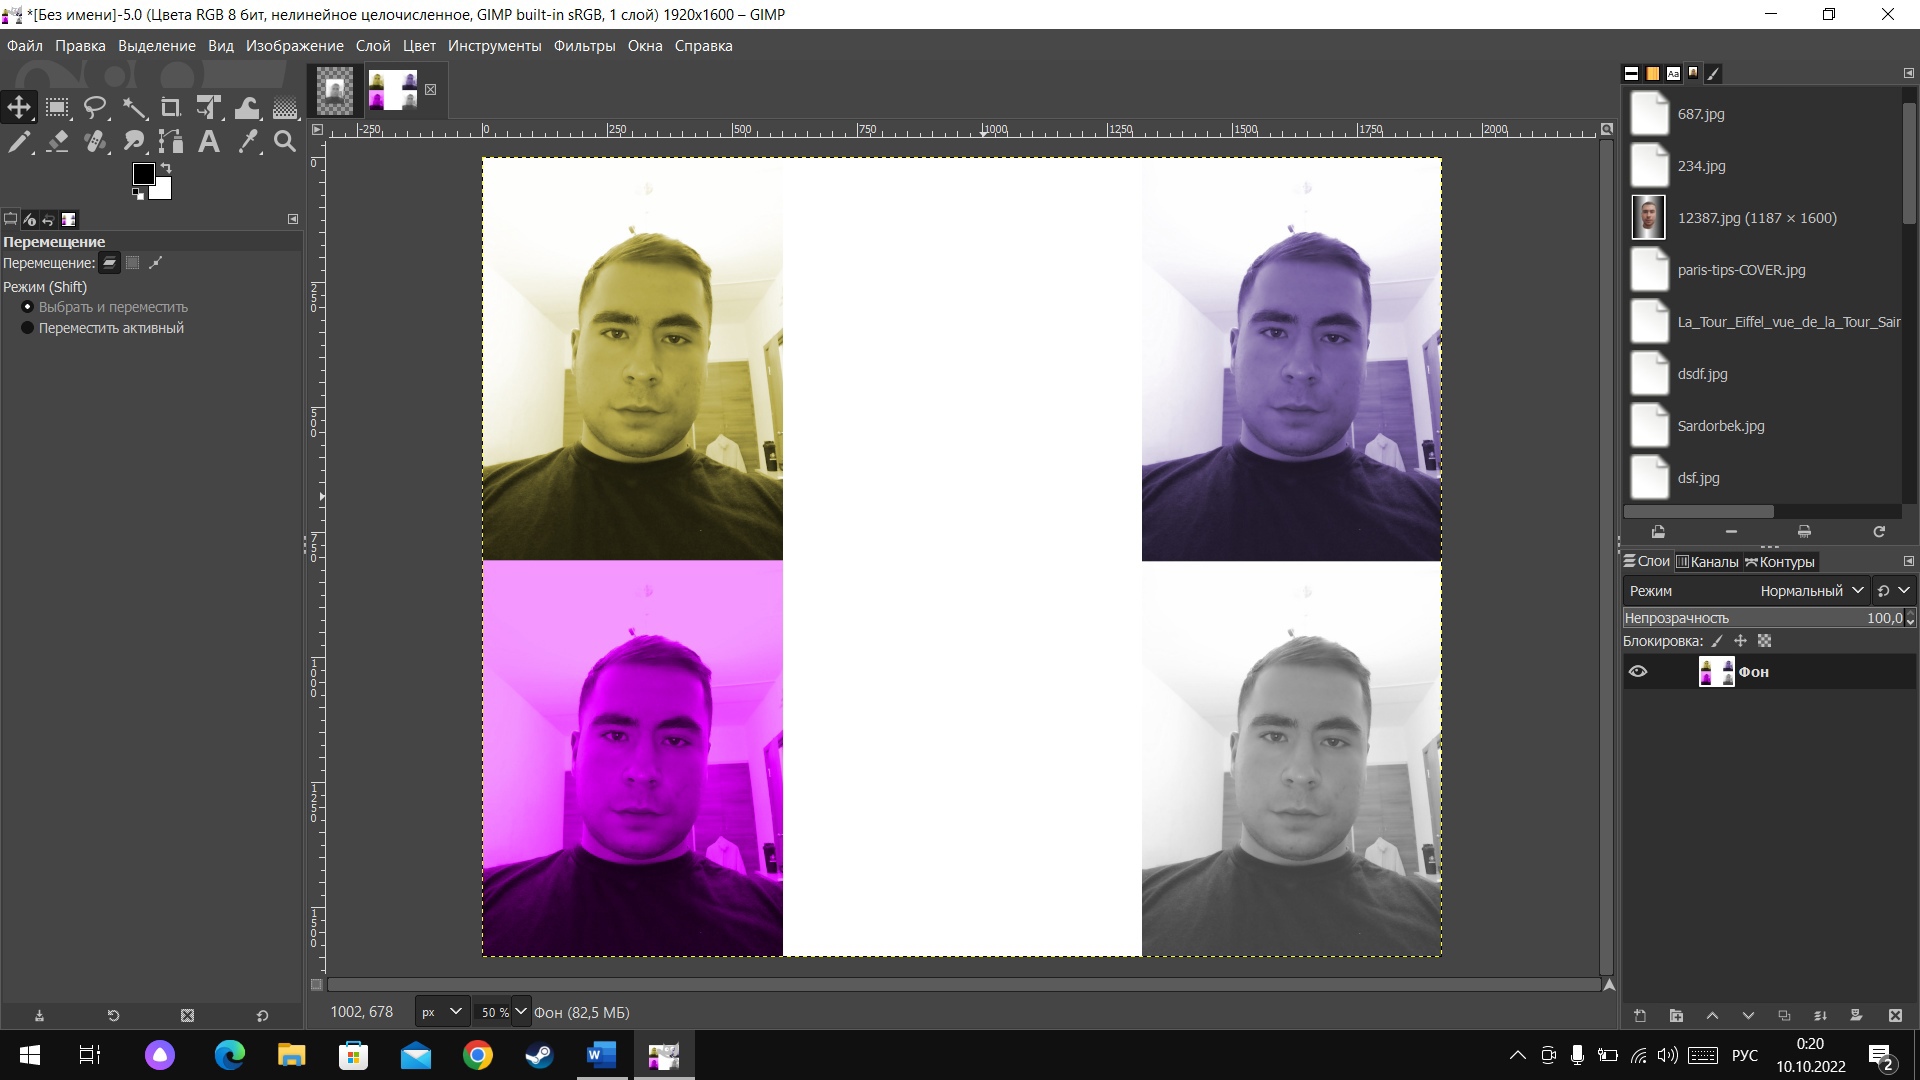 *[Без имени]-5.0 (Цвета RGB 8 бит, нелинейное целочисленное, GIMP built-in sRGB, 1 слой) 1920x1600 – GIMP
Файл Правка Выделение Вид Изображение Слой Цвет Инструменты Фильтры Окна Справка
-250 0 250 500 750 1000 1250 1500 1750 2000
0
250
500
750
1000
1250
1500
Перемещение
Перемещение:
Режим (Shift)
Выбрать и переместить
Переместить активный
Aa
687.jpg
234.jpg
12387.jpg (1187 × 1600)
paris-tips-COVER.jpg
La_Tour_Eiffel_vue_de_la_Tour_Sair
dsdf.jpg
Sardorbek.jpg
dsf.jpg
Слои Каналы Контуры
Режим Нормальный
Непрозрачность 100,0
Блокировка:
Фон
1002, 678 px 50 % Фон (82,5 МБ)
РУС
0:20
10.10.2022
2